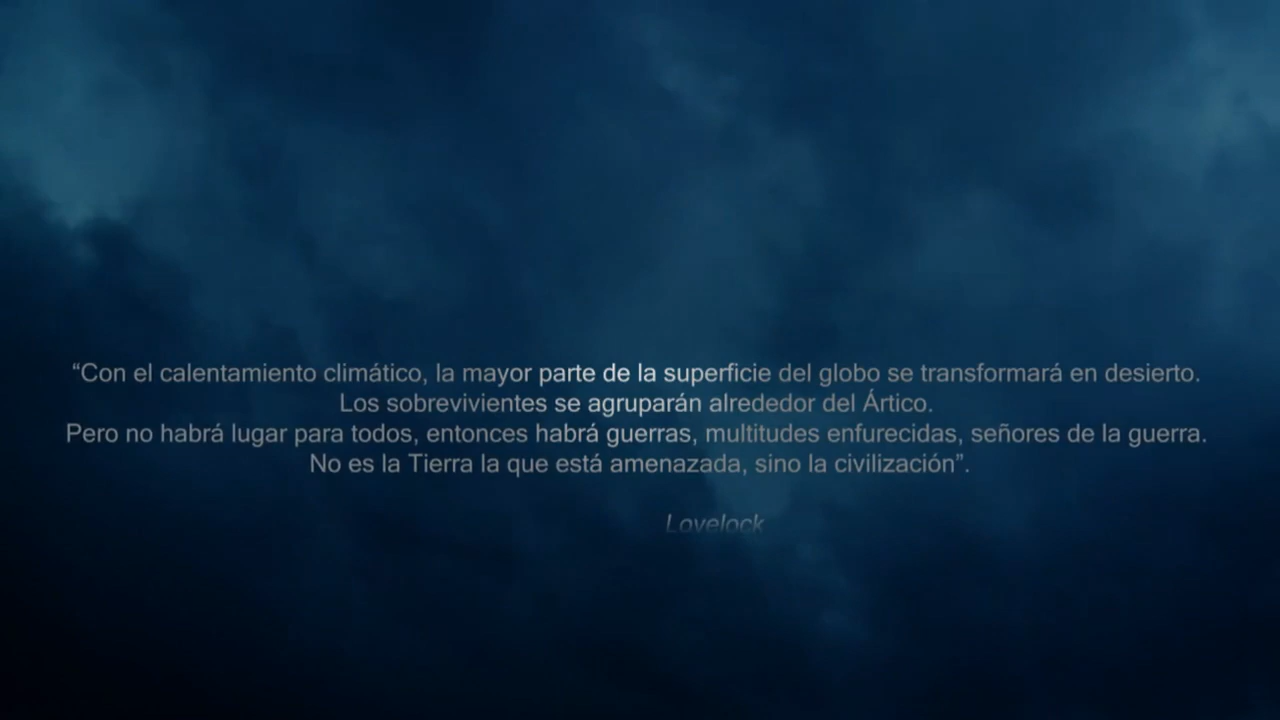 “Con el calentamiento climático, la mayor parte de la superficie del globo se transformará en desierto.
Los sobrevivientes se agruparán alrededor del Ártico.
Pero no habrá lugar para todos, entonces habrá guerras, multitudes enfurecidas, señores de la guerra.
No es la Tierra la que está amenazada, sino la civilización”.
Lovelock